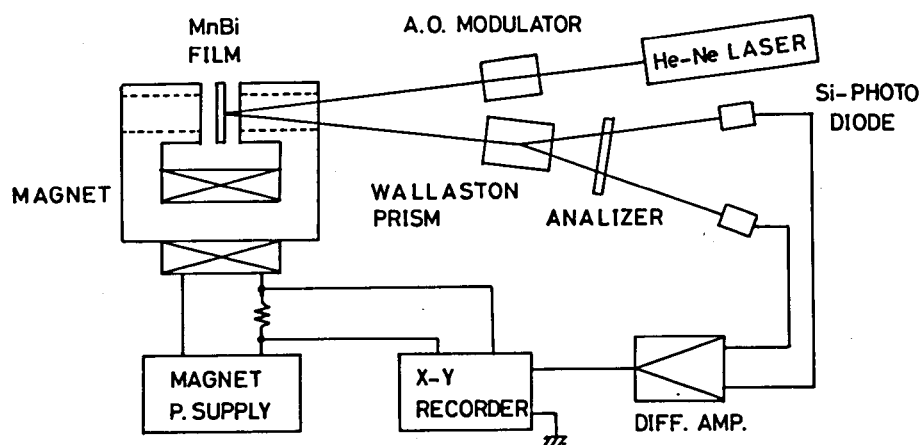 MnBi
FILM
A.O. MODULATOR
He-Ne LASER
Si-PHOTO
DIODE
MAGNET
WALLASTON
PRISM
ANALIZER
MAGNET
P. SUPPLY
X-Y
RECORDER
DIFF. AMP.